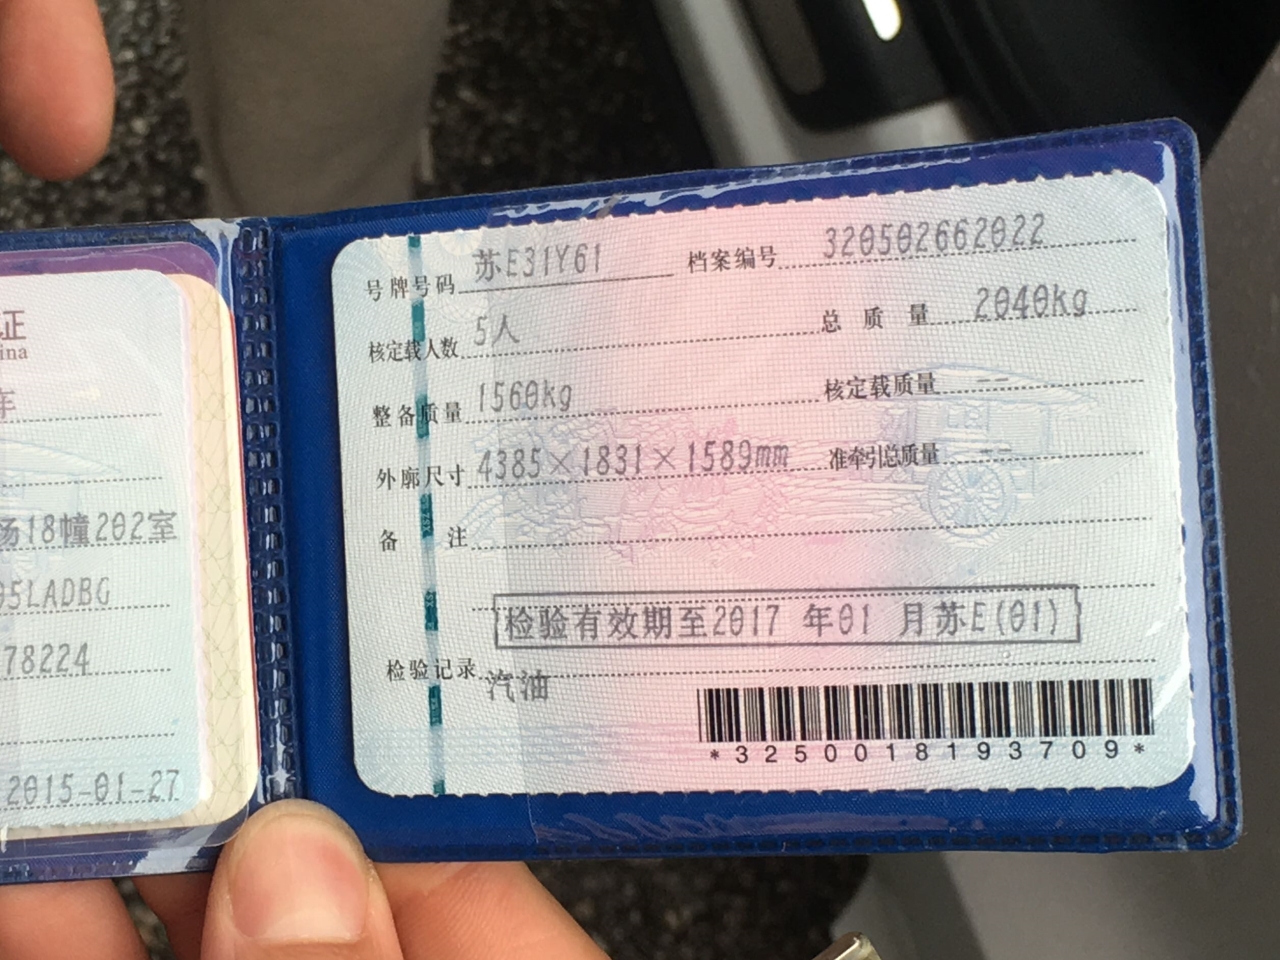 证
ina
车
场18幢202室
95LADBG
78224
2015-01-27
号牌号码 苏E31Y61 档案编号 320502662022
核定载人数 5人 总质量 2040kg
整备质量 1560kg 核定载质量 --
外廓尺寸 4385×1831×1589mm 准牵引总质量 --
备注
检验有效期至2017 年01 月苏E(01)
检验记录 汽油
*3250018193709*